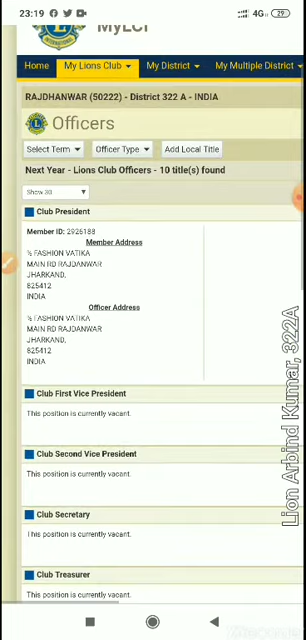 23:19
4G
29
MyLCI
Home
My Lions Club
My District
My Multiple District
RAJDHANWAR (50222) - District 322 A - INDIA
Officers
Select Term
Officer Type
Add Local Title
Next Year - Lions Club Officers - 10 title(s) found
Show 30
Club President
Member ID: 2926188
Member Address
½ FASHION VATIKA
MAIN RD RAJDANWAR
JHARKAND,
825412
INDIA
Officer Address
½ FASHION VATIKA
MAIN RD RAJDANWAR
JHARKAND,
825412
INDIA
Club First Vice President
This position is currently vacant.
Club Second Vice President
This position is currently vacant.
Club Secretary
This position is currently vacant.
Club Treasurer
This position is currently vacant.
Lion Arbind Kumar, 322A